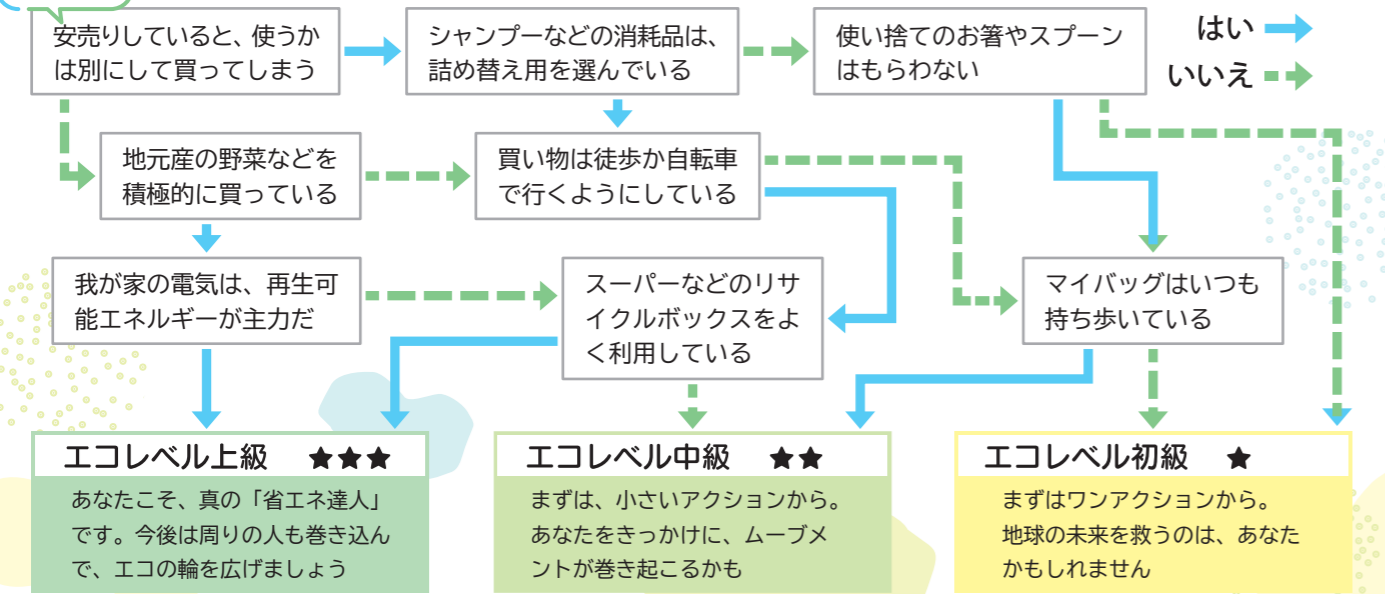 安売りしていると、使うか
は別にして買ってしまう
シャンプーなどの消耗品は、
詰め替え用を選んでいる
使い捨てのお箸やスプーン
はもらわない
はい
いいえ
地元産の野菜などを
積極的に買っている
買い物は徒歩か自転車
で行くようにしている
我が家の電気は、再生可
能エネルギーが主力だ
スーパーなどのリサ
イクルボックスをよ
く利用している
マイバッグはいつも
持ち歩いている
エコレベル上級 ★★★
あなたこそ、真の「省エネ達人」
です。今後は周りの人も巻き込ん
で、エコの輪を広げましょう
エコレベル中級 ★★
まずは、小さいアクションから。
あなたをきっかけに、ムーブメ
ントが巻き起こるかも
エコレベル初級 ★
まずはワンアクションから。
地球の未来を救うのは、あなた
かもしれません